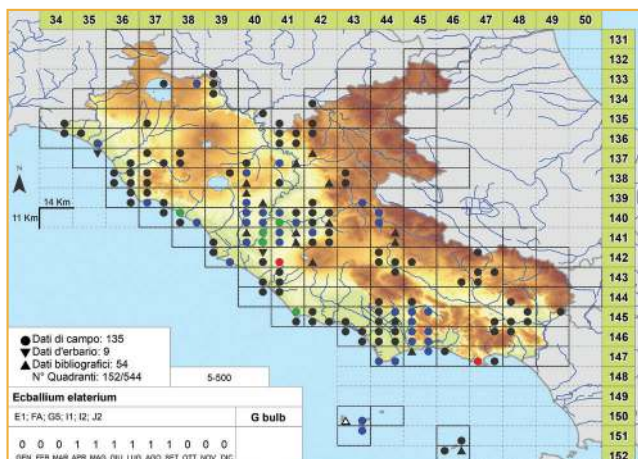 34 35 36 37 38 39 40 41 42 43 44 45 46 47 48 49 50
131
132
133
134
135
136
137
138
139
140
141
142
143
144
145
146
147
150
151
152
N
14 Km
11 Km
Dati di campo: 135
Dati d'erbario: 9
Dati bibliografici: 54
N° Quadranti: 152/544
5-500
Ecballium elaterium
E1; FA; G5; I1; I2; J2
G bulb
0 0 0 1 1 1 1 1 1 0 0 0
GEN FEB MAR APR MAG GIU LUG AGO SET OTT NOV DIC